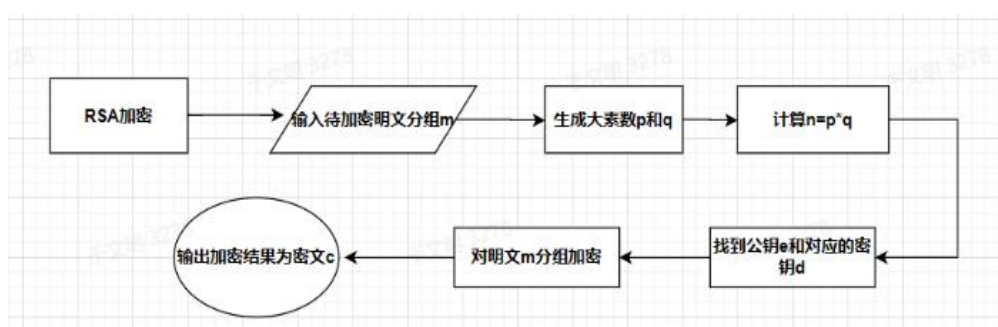 RSA加密
输入待加密明文分组m
生成大素数p和q
计算n=p*q
找到公钥e和对应的密
钥d
对明文m分组加密
输出加密结果为密文c